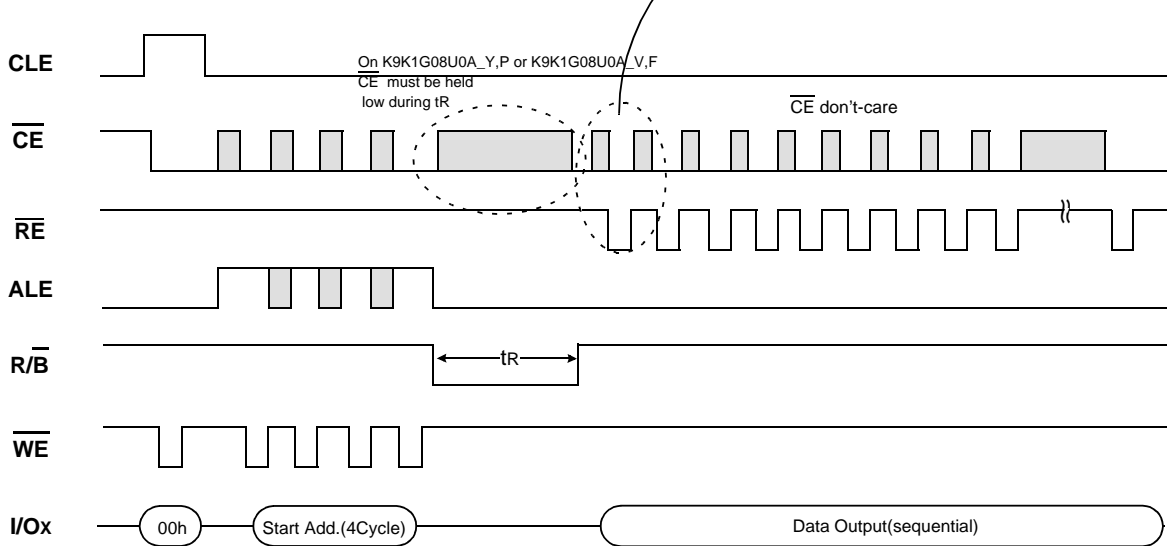 CLE
On K9K1G08U0A_Y,P or K9K1G08U0A_V,F
CE must be held
low during tR
CE don't-care
CE
RE
ALE
R/B
tR
WE
I/Ox
00h
Start Add.(4Cycle)
Data Output(sequential)